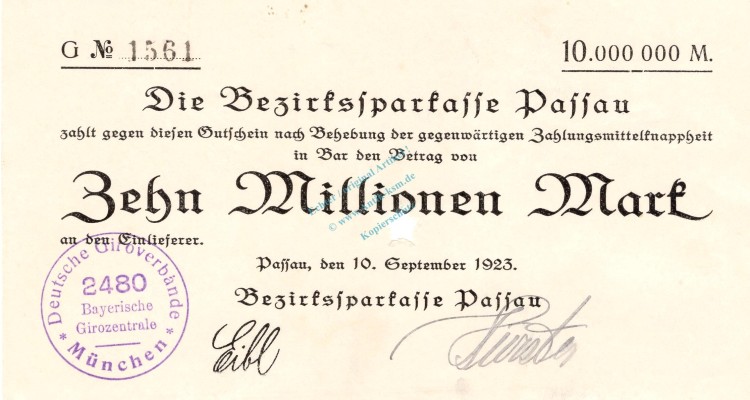 G № 1561
10.000 000 M.
Die Bezirkssparkasse Passau
zahlt gegen diesen Gutschein nach Behebung der gegenwärtigen Zahlungsmittelknappheit
in Bar den Betrag von
Zehn Millionen Mark
an den Einlieferer.
Passau, den 10. September 1923.
Bezirkssparkasse Passau
Deutsche Giroverbände
2480
Bayerische
Girozentrale
* München *
Eibl